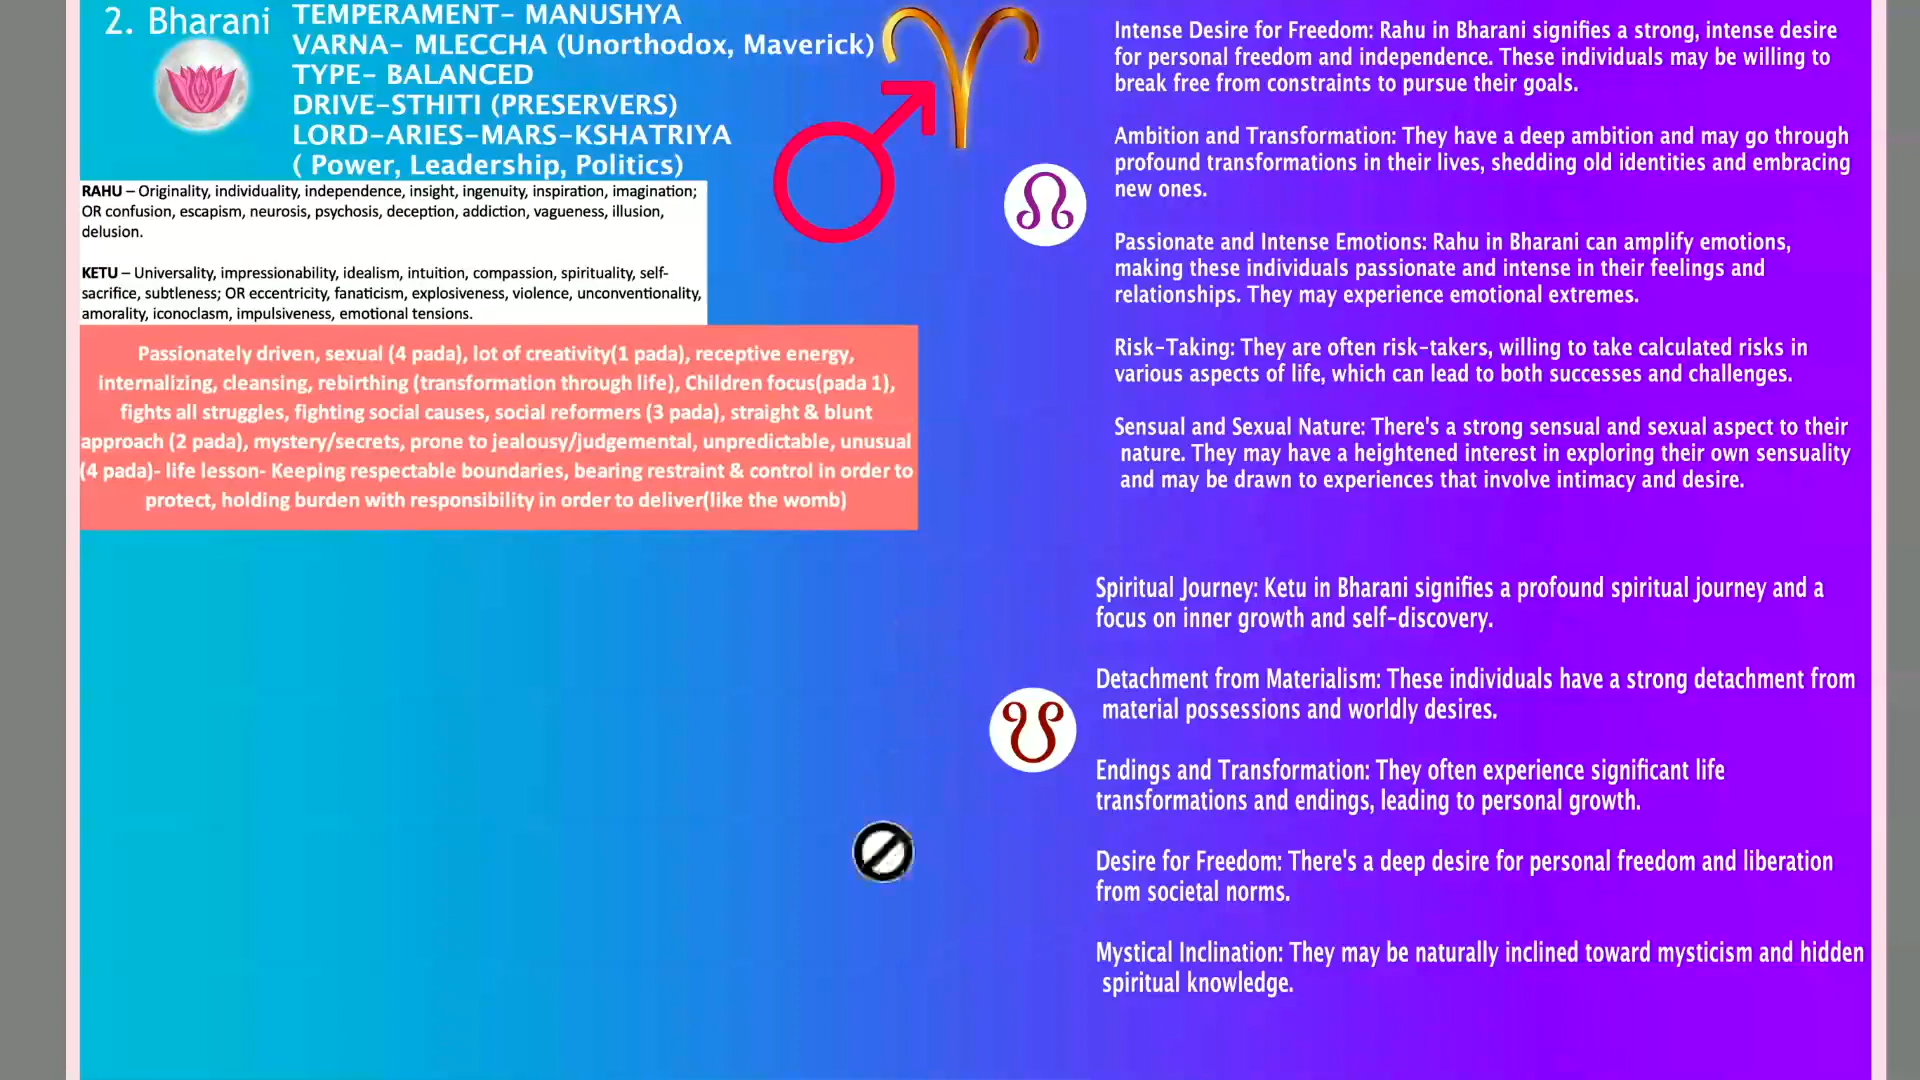 2. Bharani
TEMPERAMENT- MANUSHYA
VARNA- MLECCHA (Unorthodox, Maverick)
TYPE- BALANCED
DRIVE-STHITI (PRESERVERS)
LORD-ARIES-MARS-KSHATRIYA
( Power, Leadership, Politics)
RAHU – Originality, individuality, independence, insight, ingenuity, inspiration, imagination;
OR confusion, escapism, neurosis, psychosis, deception, addiction, vagueness, illusion,
delusion.
KETU – Universality, impressionability, idealism, intuition, compassion, spirituality, self-
sacrifice, subtleness; OR eccentricity, fanaticism, explosiveness, violence, unconventionality,
amorality, iconoclasm, impulsiveness, emotional tensions.
Passionately driven, sexual (4 pada), lot of creativity(1 pada), receptive energy,
internalizing, cleansing, rebirthing (transformation through life), Children focus(pada 1),
fights all struggles, fighting social causes, social reformers (3 pada), straight & blunt
approach (2 pada), mystery/secrets, prone to jealousy/judgemental, unpredictable, unusual
(4 pada)- life lesson- Keeping respectable boundaries, bearing restraint & control in order to
protect, holding burden with responsibility in order to deliver(like the womb)
Intense Desire for Freedom: Rahu in Bharani signifies a strong, intense desire
for personal freedom and independence. These individuals may be willing to
break free from constraints to pursue their goals.
Ambition and Transformation: They have a deep ambition and may go through
profound transformations in their lives, shedding old identities and embracing
new ones.
Passionate and Intense Emotions: Rahu in Bharani can amplify emotions,
making these individuals passionate and intense in their feelings and
relationships. They may experience emotional extremes.
Risk-Taking: They are often risk-takers, willing to take calculated risks in
various aspects of life, which can lead to both successes and challenges.
Sensual and Sexual Nature: There's a strong sensual and sexual aspect to their
nature. They may have a heightened interest in exploring their own sensuality
and may be drawn to experiences that involve intimacy and desire.
Spiritual Journey: Ketu in Bharani signifies a profound spiritual journey and a
focus on inner growth and self-discovery.
Detachment from Materialism: These individuals have a strong detachment from
material possessions and worldly desires.
Endings and Transformation: They often experience significant life
transformations and endings, leading to personal growth.
Desire for Freedom: There's a deep desire for personal freedom and liberation
from societal norms.
Mystical Inclination: They may be naturally inclined toward mysticism and hidden
spiritual knowledge.